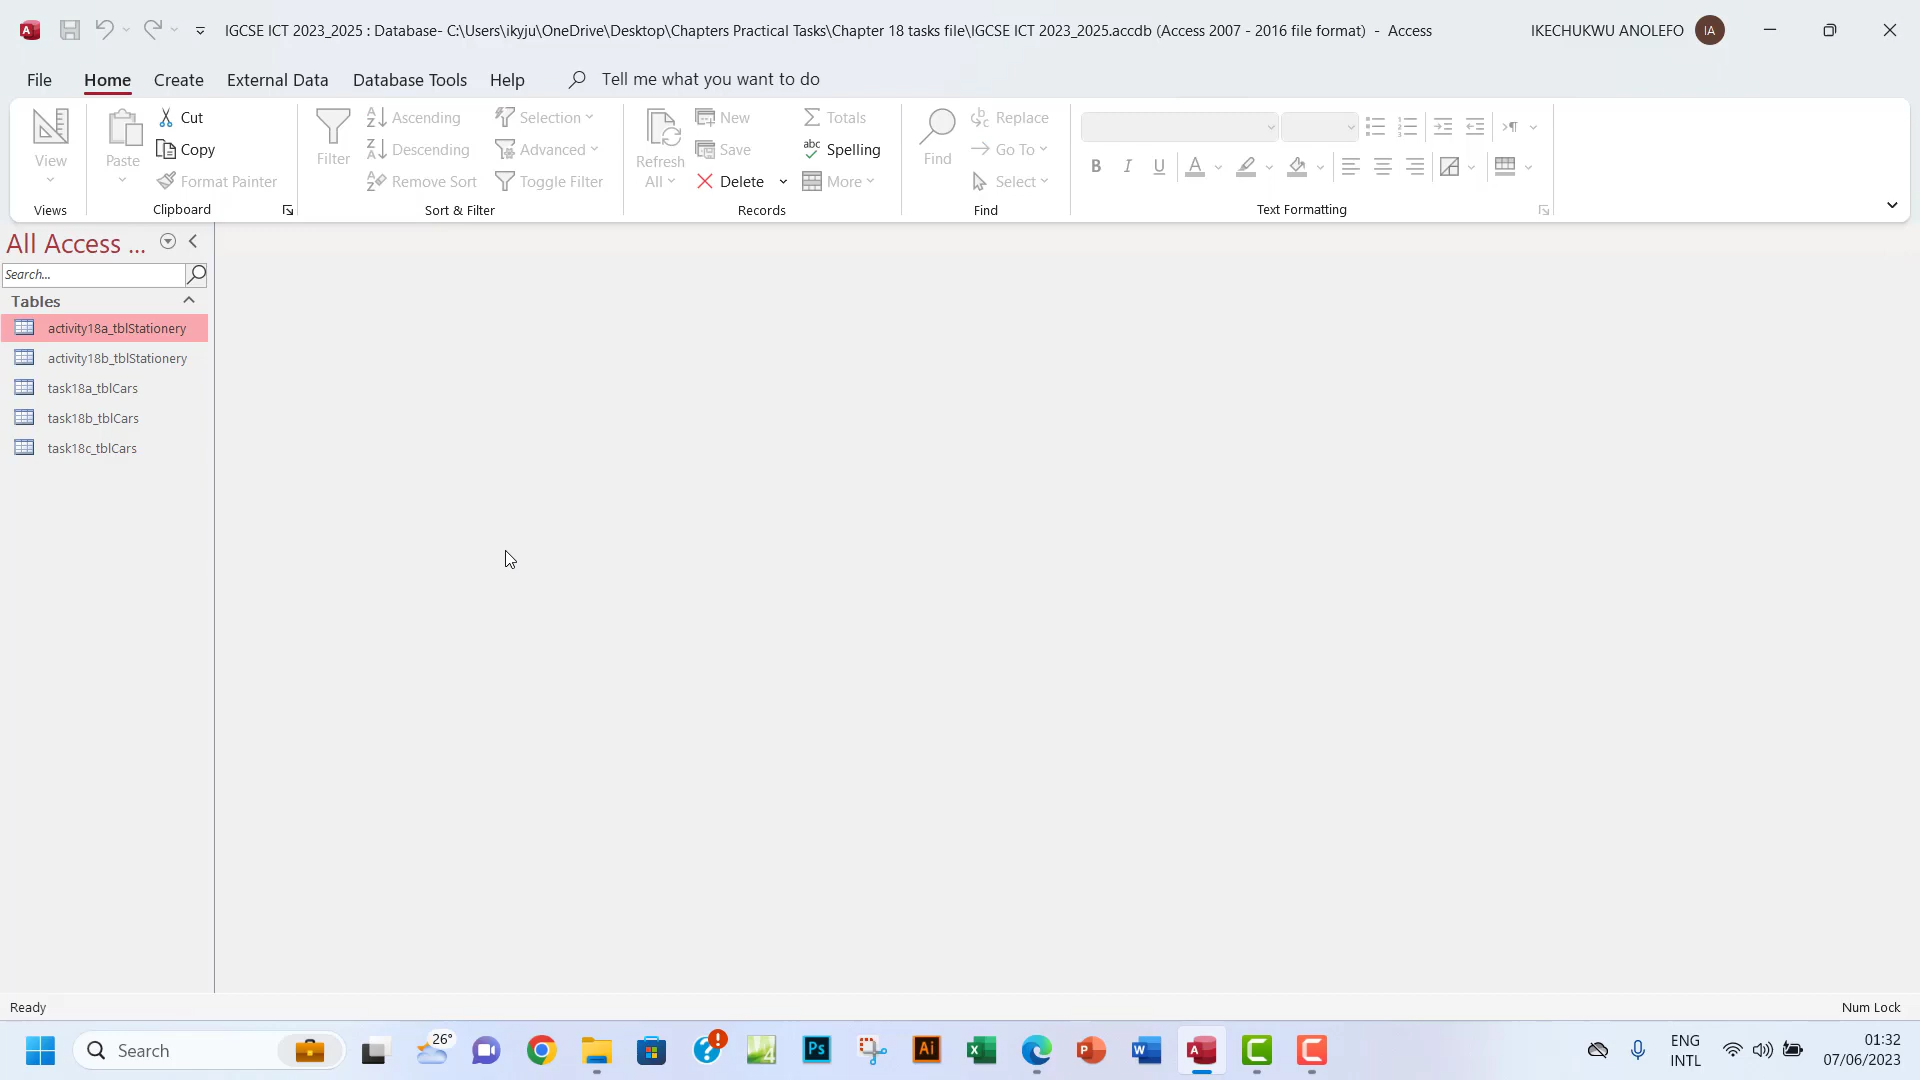 IGCSE ICT 2023_2025 : Database- C:\Users\ikyju\OneDrive\Desktop\Chapters Practical Tasks\Chapter 18 tasks file\IGCSE ICT 2023_2025.accdb (Access 2007 - 2016 file format) - Access
IKECHUKWU ANOLEFO
IA
File
Home
Create
External Data
Database Tools
Help
Tell me what you want to do
View
Views
Paste
Cut
Copy
Format Painter
Clipboard
Filter
Ascending
Descending
Remove Sort
Selection
Advanced
Toggle Filter
Sort & Filter
Refresh
All
New
Save
Delete
Totals
Spelling
More
Records
Find
Replace
Go To
Select
Find
B I U A
Text Formatting
All Access ...
Search...
Tables
activity18a_tblStationery
activity18b_tblStationery
task18a_tblCars
task18b_tblCars
task18c_tblCars
Ready
Num Lock
Search
26°
Ps
Ai
ENG
INTL
01:32
07/06/2023